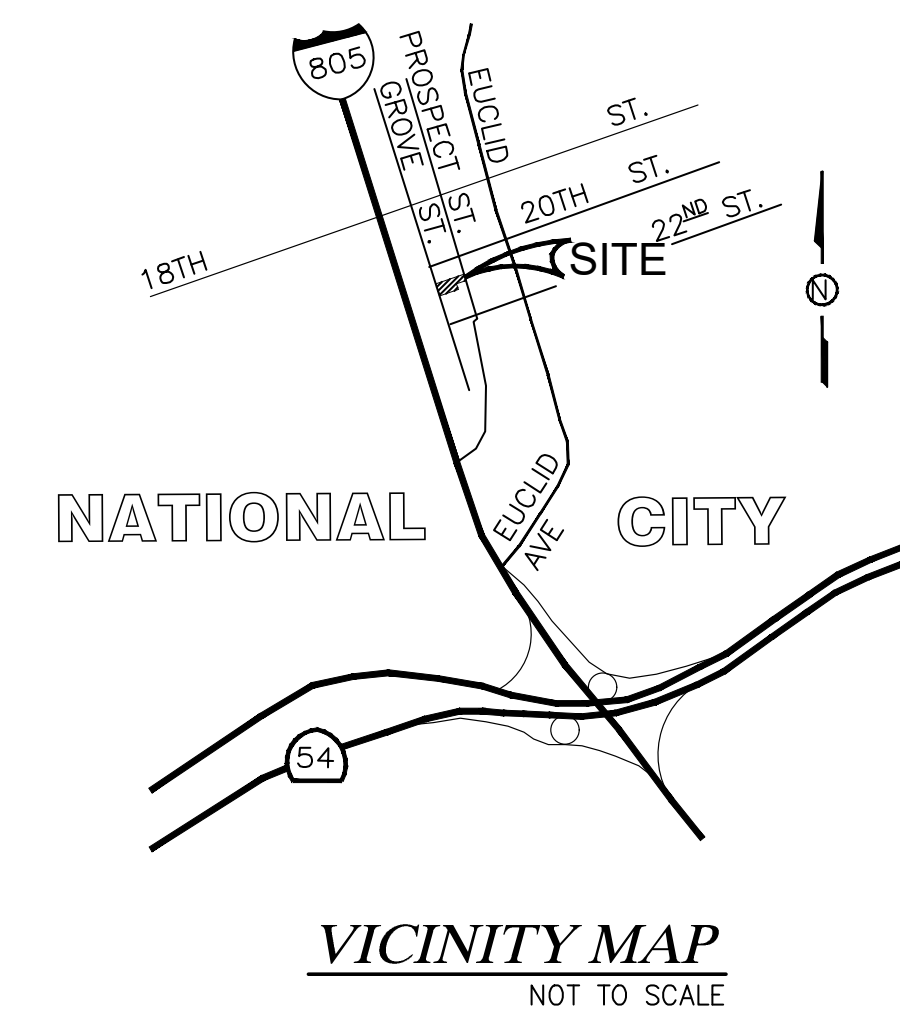 805
PROSPECT ST.
GROVE ST.
EUCLID
18TH ST.
20TH ST.
22ND ST.
SITE
N
NATIONAL CITY
EUCLID AVE
54
VICINITY MAP
NOT TO SCALE